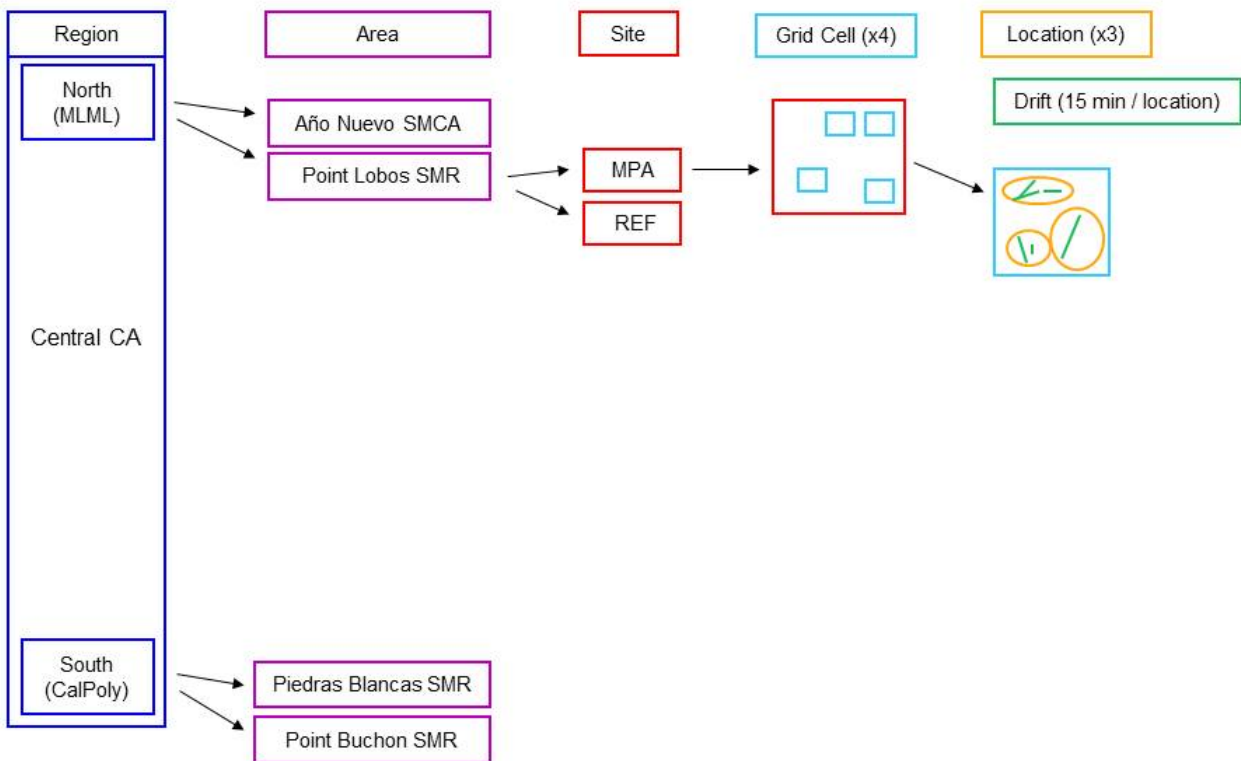 Region
Area
Site
Grid Cell (x4)
Location (x3)
North
(MLML)
Drift (15 min / location)
Año Nuevo SMCA
Point Lobos SMR
MPA
REF
Central CA
South
(CalPoly)
Piedras Blancas SMR
Point Buchon SMR